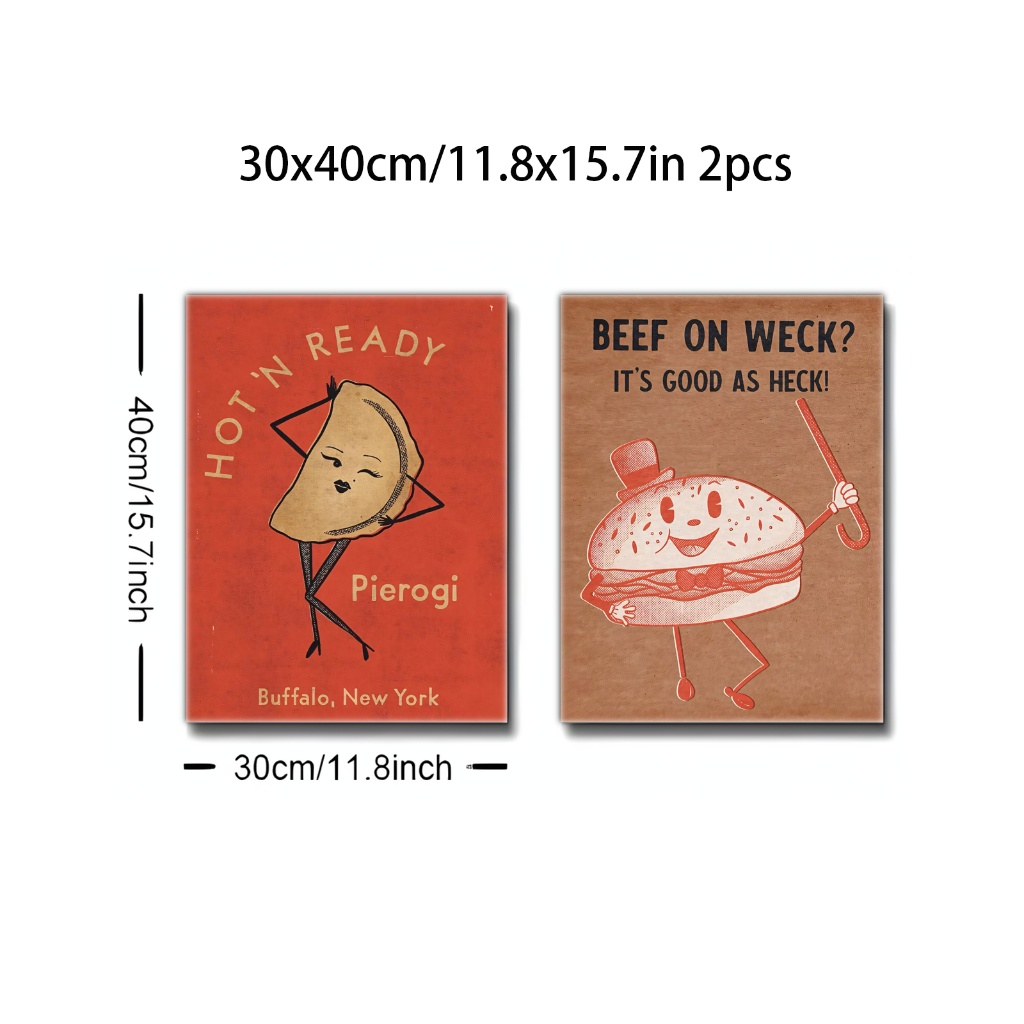 30x40cm/11.8x15.7in 2pcs
40cm/15.7inch
HOT 'N READY
Pierogi
Buffalo, New York
30cm/11.8inch
BEEF ON WECK?
IT'S GOOD AS HECK!